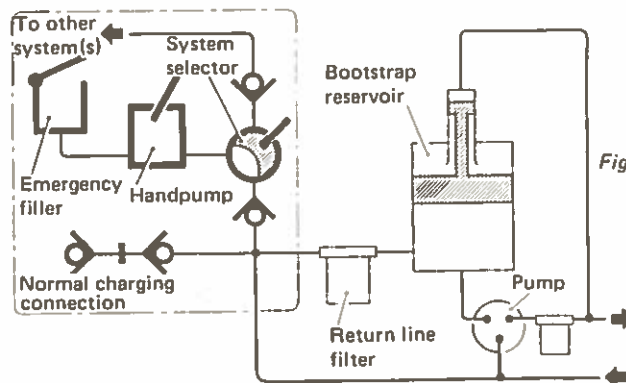 To other
system(s)
System
selector
Bootstrap
reservoir
Fig
Emergency
filler
Handpump
Normal charging
connection
Return line
filter
Pump